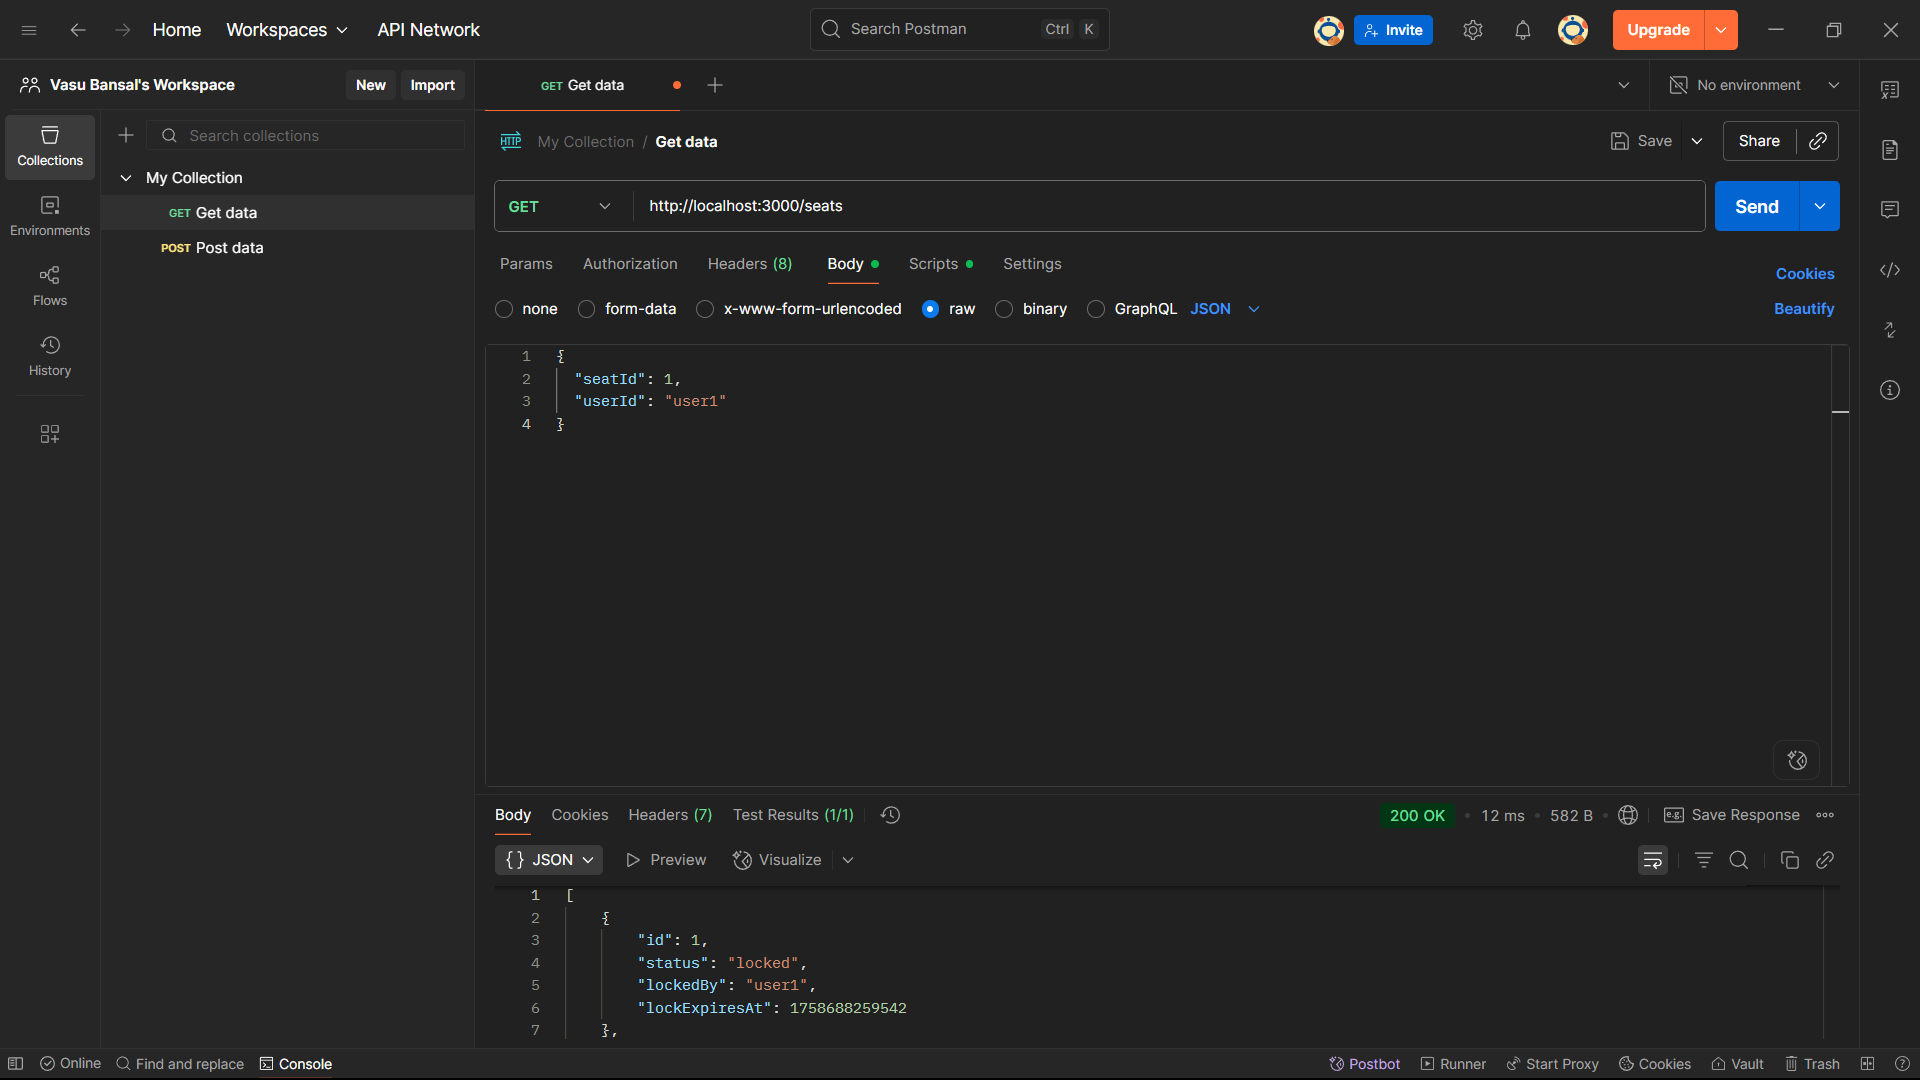 Home Workspaces API Network Search Postman Ctrl K Invite Upgrade
Vasu Bansal's Workspace New Import GET Get data No environment
Search collections
My Collection / Get data Save Share
Collections
My Collection
GET Get data
POST Post data
Environments
Flows
History
GET http://localhost:3000/seats Send
Params Authorization Headers (8) Body Scripts Settings Cookies
none form-data x-www-form-urlencoded raw binary GraphQL JSON Beautify
1 {
2 "seatId": 1,
3 "userId": "user1"
4 }
Body Cookies Headers (7) Test Results (1/1) 200 OK • 12 ms • 582 B • e.g. Save Response
{} JSON Preview Visualize
1 [
2 {
3 "id": 1,
4 "status": "locked",
5 "lockedBy": "user1",
6 "lockExpiresAt": 1758688259542
7 },
Online Find and replace Console Postbot Runner Start Proxy Cookies Vault Trash